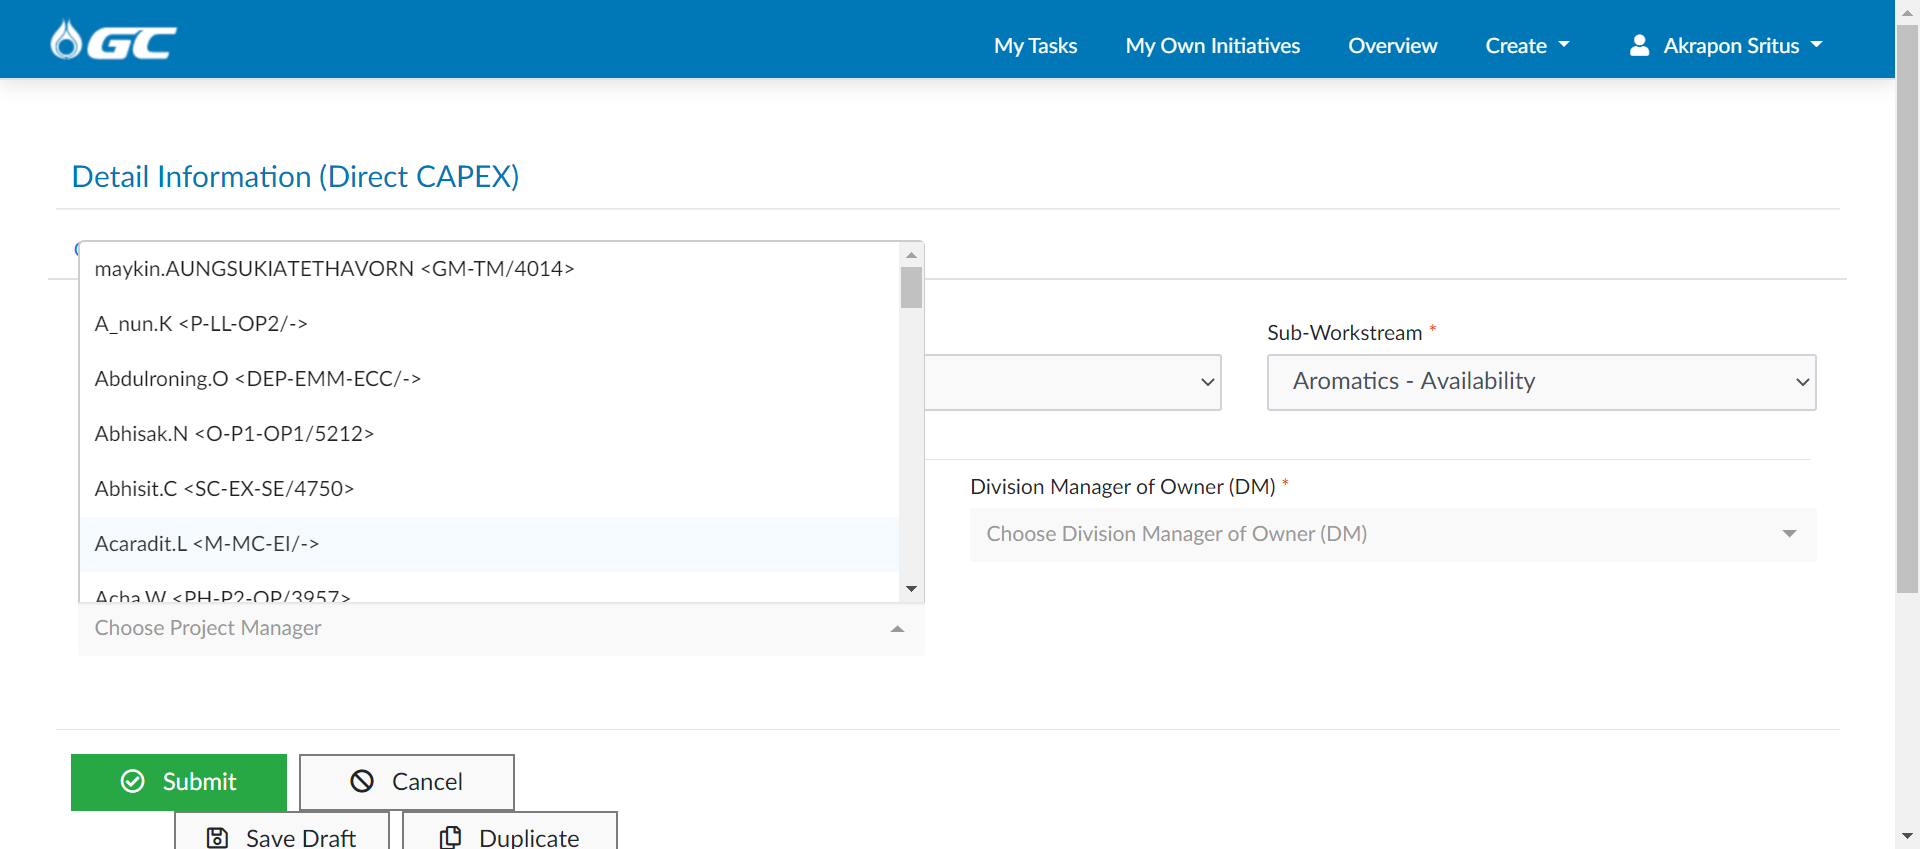 GC
My Tasks
My Own Initiatives
Overview
Create
Akrapon Sritus
Detail Information (Direct CAPEX)
maykin.AUNGSUKIATETHAVORN <GM-TM/4014>
A_nun.K <P-LL-OP2/->
Abdulroning.O <DEP-EMM-ECC/->
Abhisak.N <O-P1-OP1/5212>
Abhisit.C <SC-EX-SE/4750>
Acaradit.L <M-MC-EI/->
Acha.W <PH-P2-OP/3957>
Choose Project Manager
Sub-Workstream *
Aromatics - Availability
Division Manager of Owner (DM) *
Choose Division Manager of Owner (DM)
Submit
Cancel
Save Draft
Duplicate